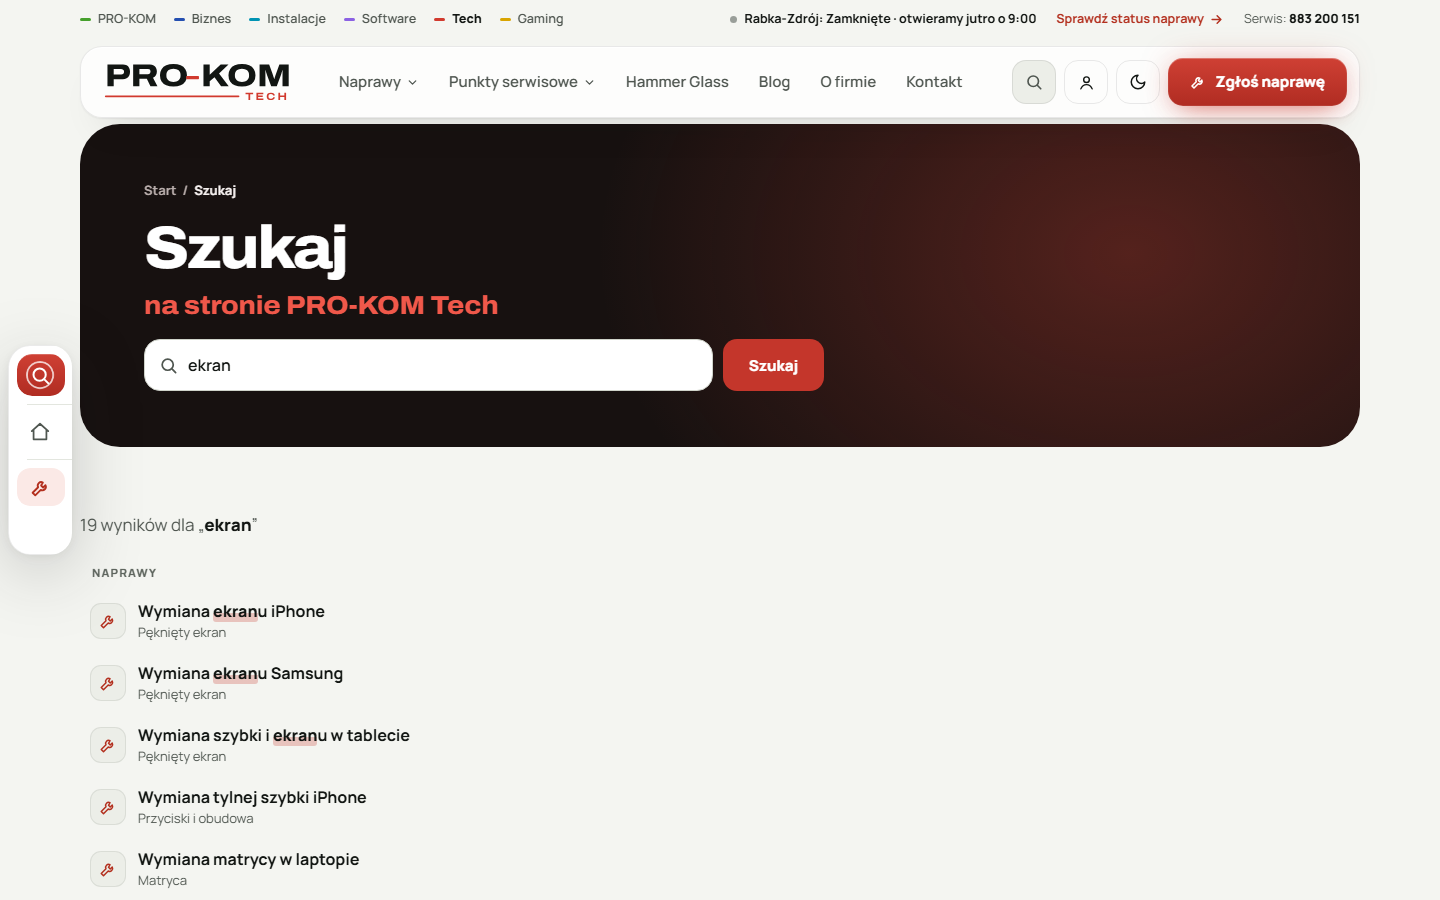 PRO-KOM Biznes Instalacje Software Tech Gaming Rabka-Zdrój: Zamknięte · otwieramy jutro o 9:00 Sprawdź status naprawy → Serwis: 883 200 151
PRO-KOM TECH
Naprawy Punkty serwisowe Hammer Glass Blog O firmie Kontakt Zgłoś naprawę
Start / Szukaj
Szukaj
na stronie PRO-KOM Tech
ekran Szukaj
19 wyników dla „ekran”
NAPRAWY
Wymiana ekranu iPhone
Pęknięty ekran
Wymiana ekranu Samsung
Pęknięty ekran
Wymiana szybki i ekranu w tablecie
Pęknięty ekran
Wymiana tylnej szybki iPhone
Przyciski i obudowa
Wymiana matrycy w laptopie
Matryca